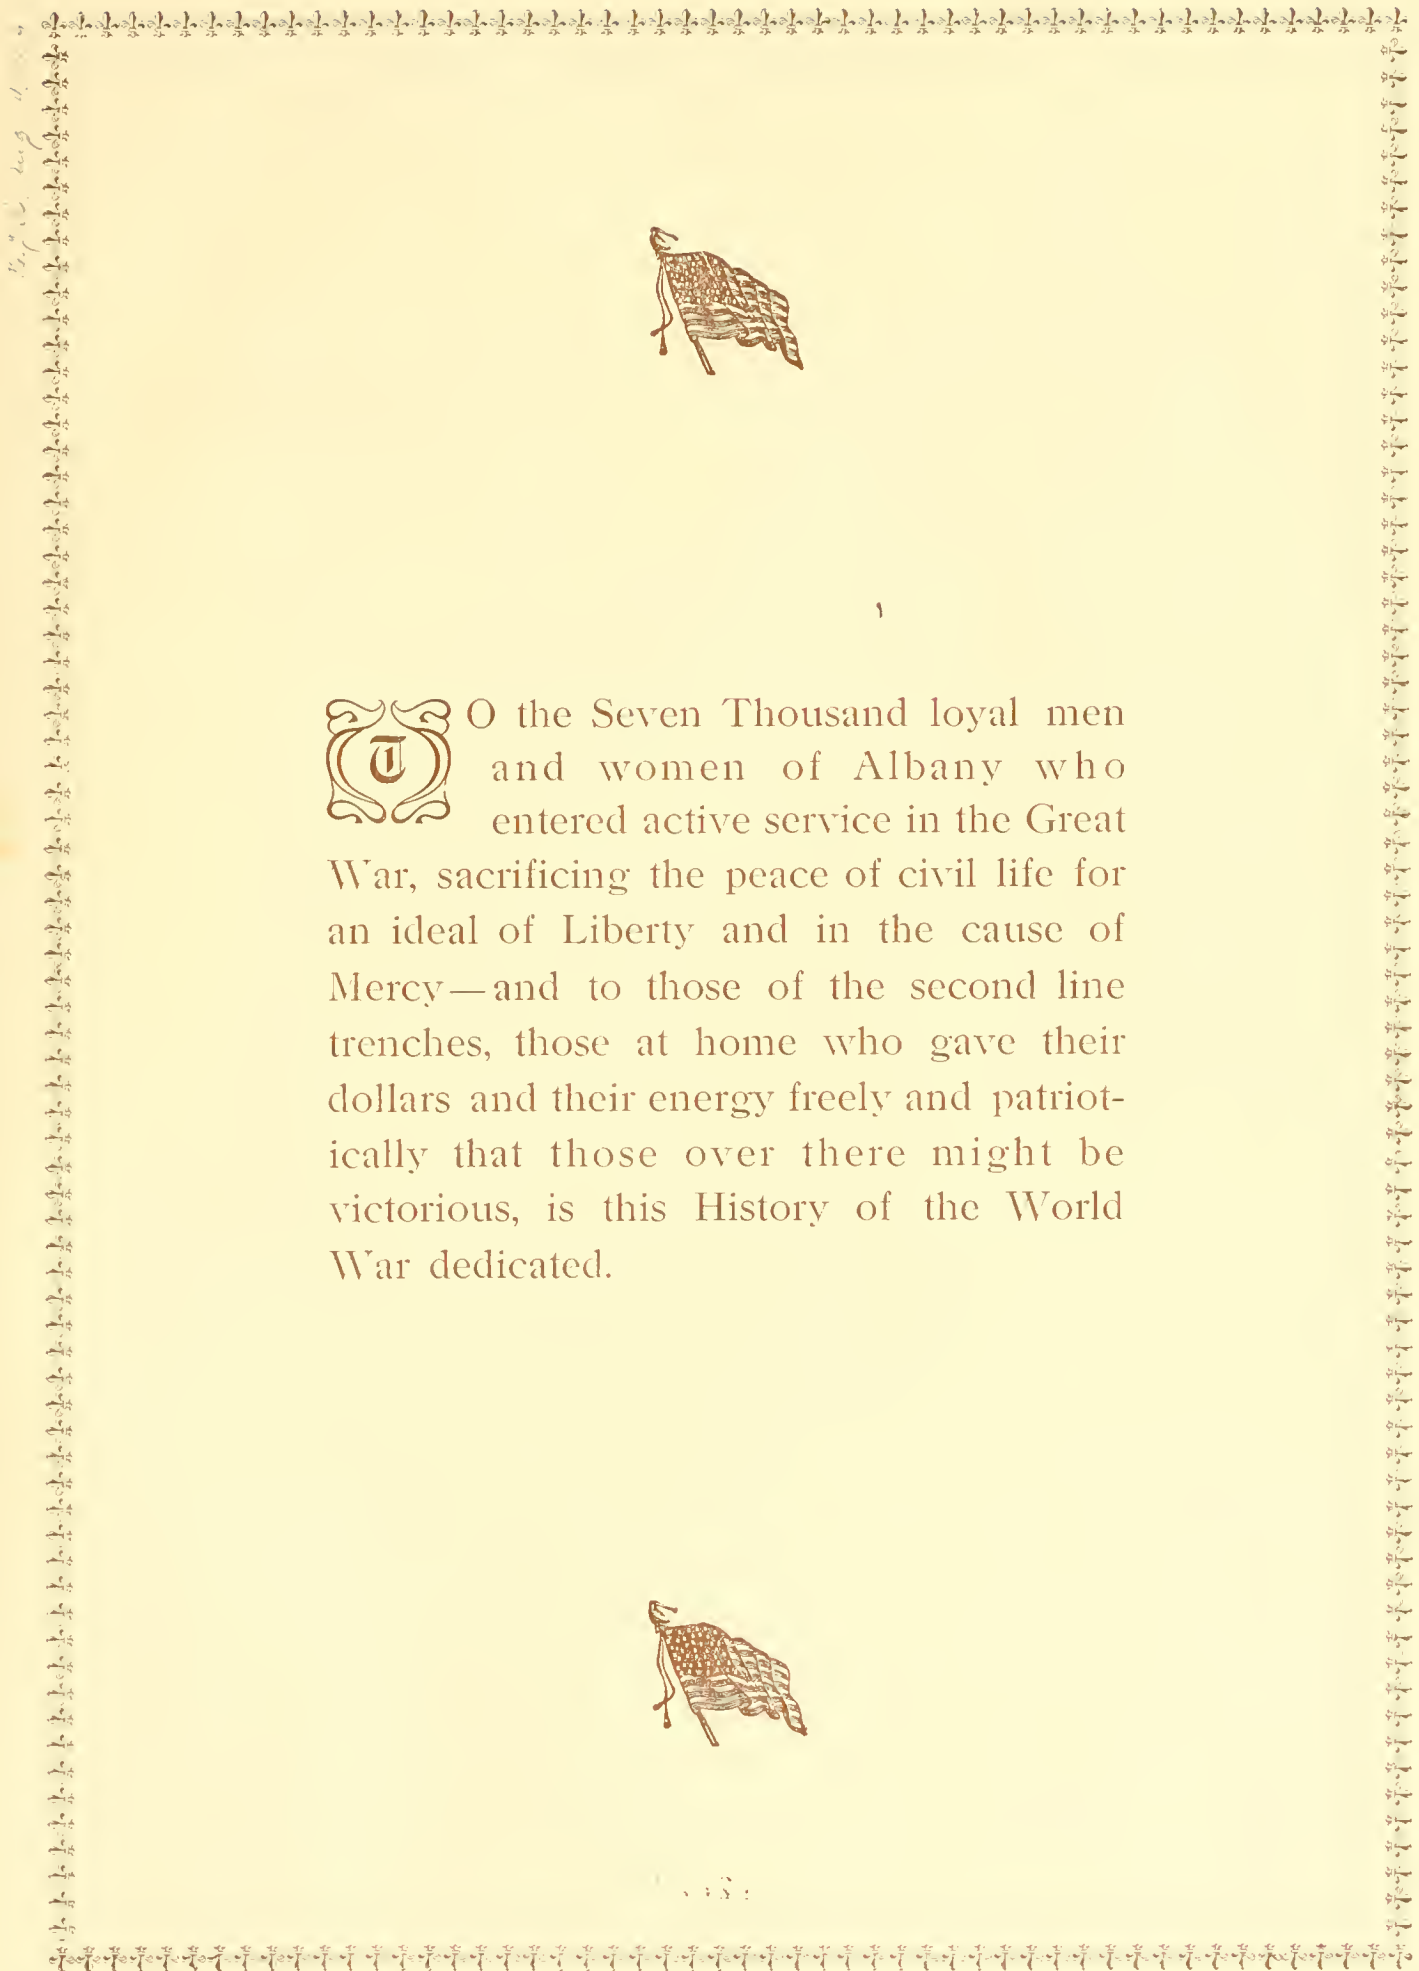 TO the Seven Thousand loyal men
and women of Albany who
entered active service in the Great
War, sacrificing the peace of civil life for
an ideal of Liberty and in the cause of
Mercy—and to those of the second line
trenches, those at home who gave their
dollars and their energy freely and patriot-
ically that those over there might be
victorious, is this History of the World
War dedicated.